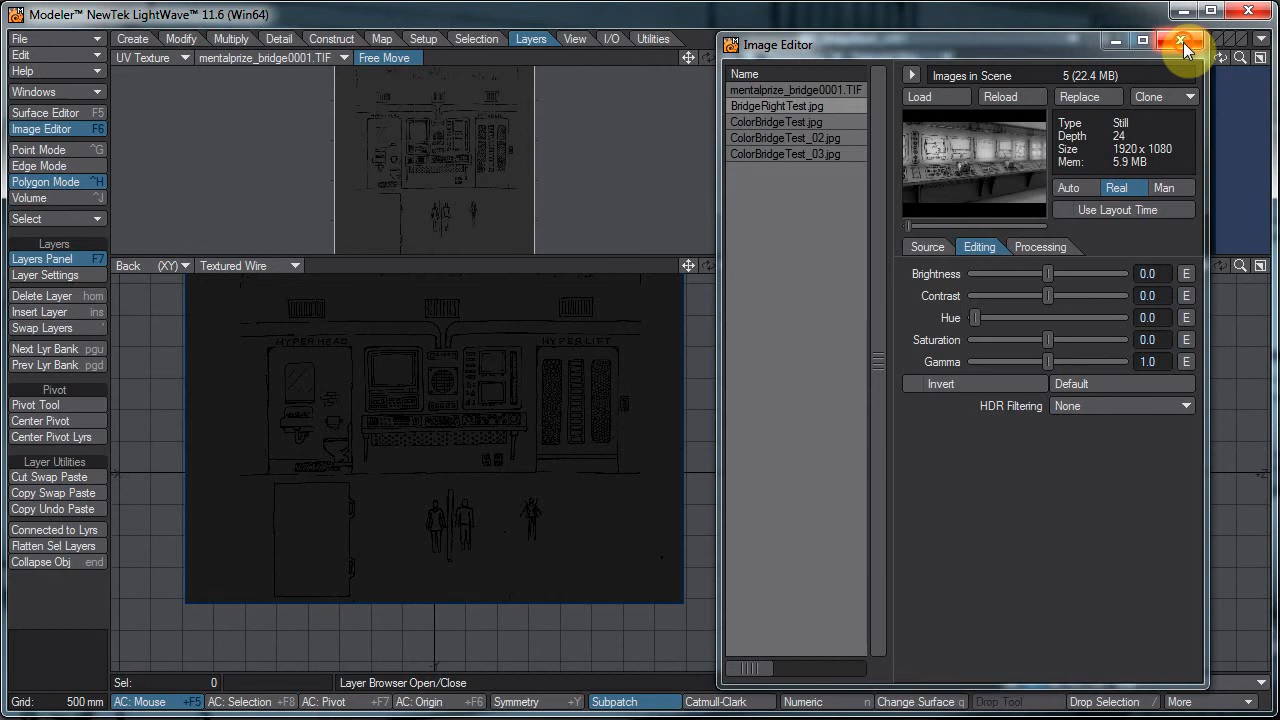 Modeler™ NewTek LightWave™ 11.6 (Win64)
File
Edit
Help
Windows
Surface Editor F5
Image Editor F6
Point Mode ^G
Edge Mode
Polygon Mode ^H
Volume ^J
Select
Layers
Layers Panel F7
Layer Settings
Delete Layer hom
Insert Layer ins
Swap Layers '
Next Lyr Bank pgu
Prev Lyr Bank pgd
Pivot
Pivot Tool
Center Pivot
Center Pivot Lyrs
Layer Utilities
Cut Swap Paste
Copy Swap Paste
Copy Undo Paste
Connected to Lyrs
Flatten Sel Layers
Collapse Obj end
Create Modify Multiply Detail Construct Map Setup Selection Layers View I/O Utilities
UV Texture mentalprize_bridge0001.TIF Free Move
Back (XY) Textured Wire
HYPER HEAD HYPER LIFT
Image Editor
Name
mentalprize_bridge0001.TIF
BridgeRightTest.jpg
ColorBridgeTest.jpg
ColorBridgeTest_02.jpg
ColorBridgeTest_03.jpg
Images in Scene 5 (22.4 MB)
Load Reload Replace Clone
Type Still
Depth 24
Size 1920 x 1080
Mem: 5.9 MB
Auto Real Man
Use Layout Time
Source Editing Processing
Brightness 0.0 E
Contrast 0.0 E
Hue 0.0 E
Saturation 0.0 E
Gamma 1.0 E
Invert Default
HDR Filtering None
Sel: 0 Layer Browser Open/Close
Grid: 500 mm AC: Mouse +F5 AC: Selection +F8 AC: Pivot +F7 AC: Origin +F6 Symmetry +Y Subpatch Catmull-Clark Numeric n Change Surface q Drop Tool / Drop Selection / More